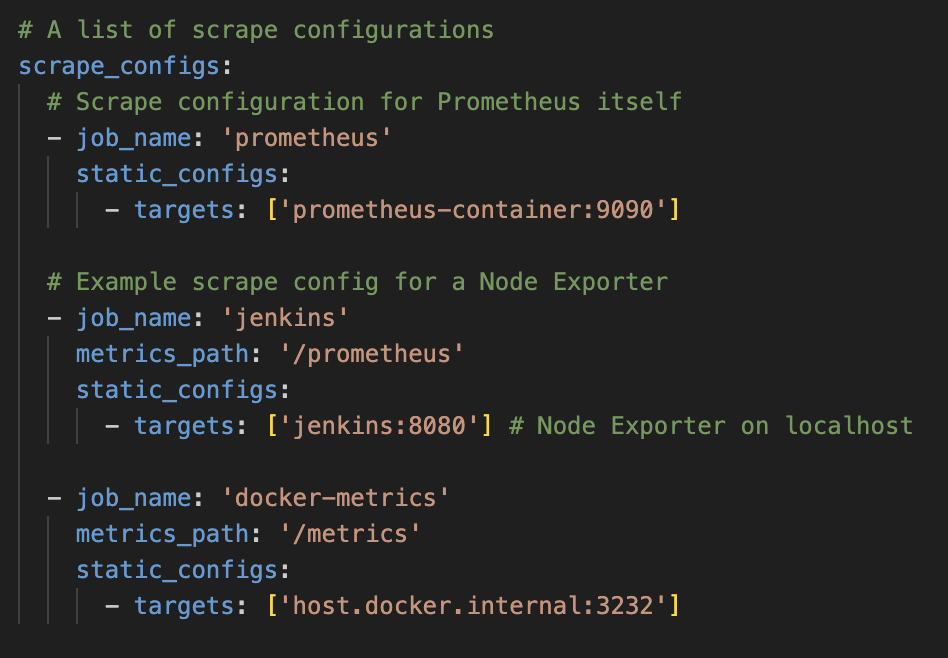 # A list of scrape configurations
scrape_configs:
  # Scrape configuration for Prometheus itself
  - job_name: 'prometheus'
    static_configs:
      - targets: ['prometheus-container:9090']

  # Example scrape config for a Node Exporter
  - job_name: 'jenkins'
    metrics_path: '/prometheus'
    static_configs:
      - targets: ['jenkins:8080'] # Node Exporter on localhost

  - job_name: 'docker-metrics'
    metrics_path: '/metrics'
    static_configs:
      - targets: ['host.docker.internal:3232']